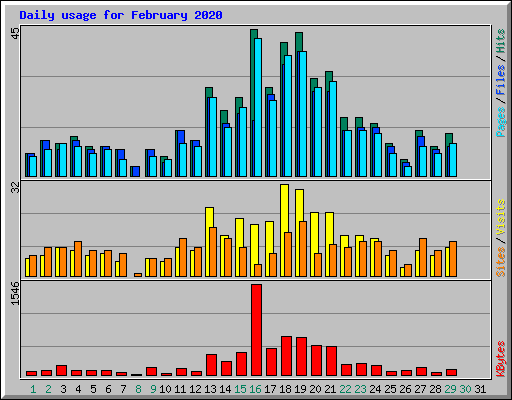 Daily usage for February 2020
45
Pages / Files / Hits
32
Sites / Visits
1546
KBytes
1 2 3 4 5 6 7 8 9 10 11 12 13 14 15 16 17 18 19 20 21 22 23 24 25 26 27 28 29 30 31